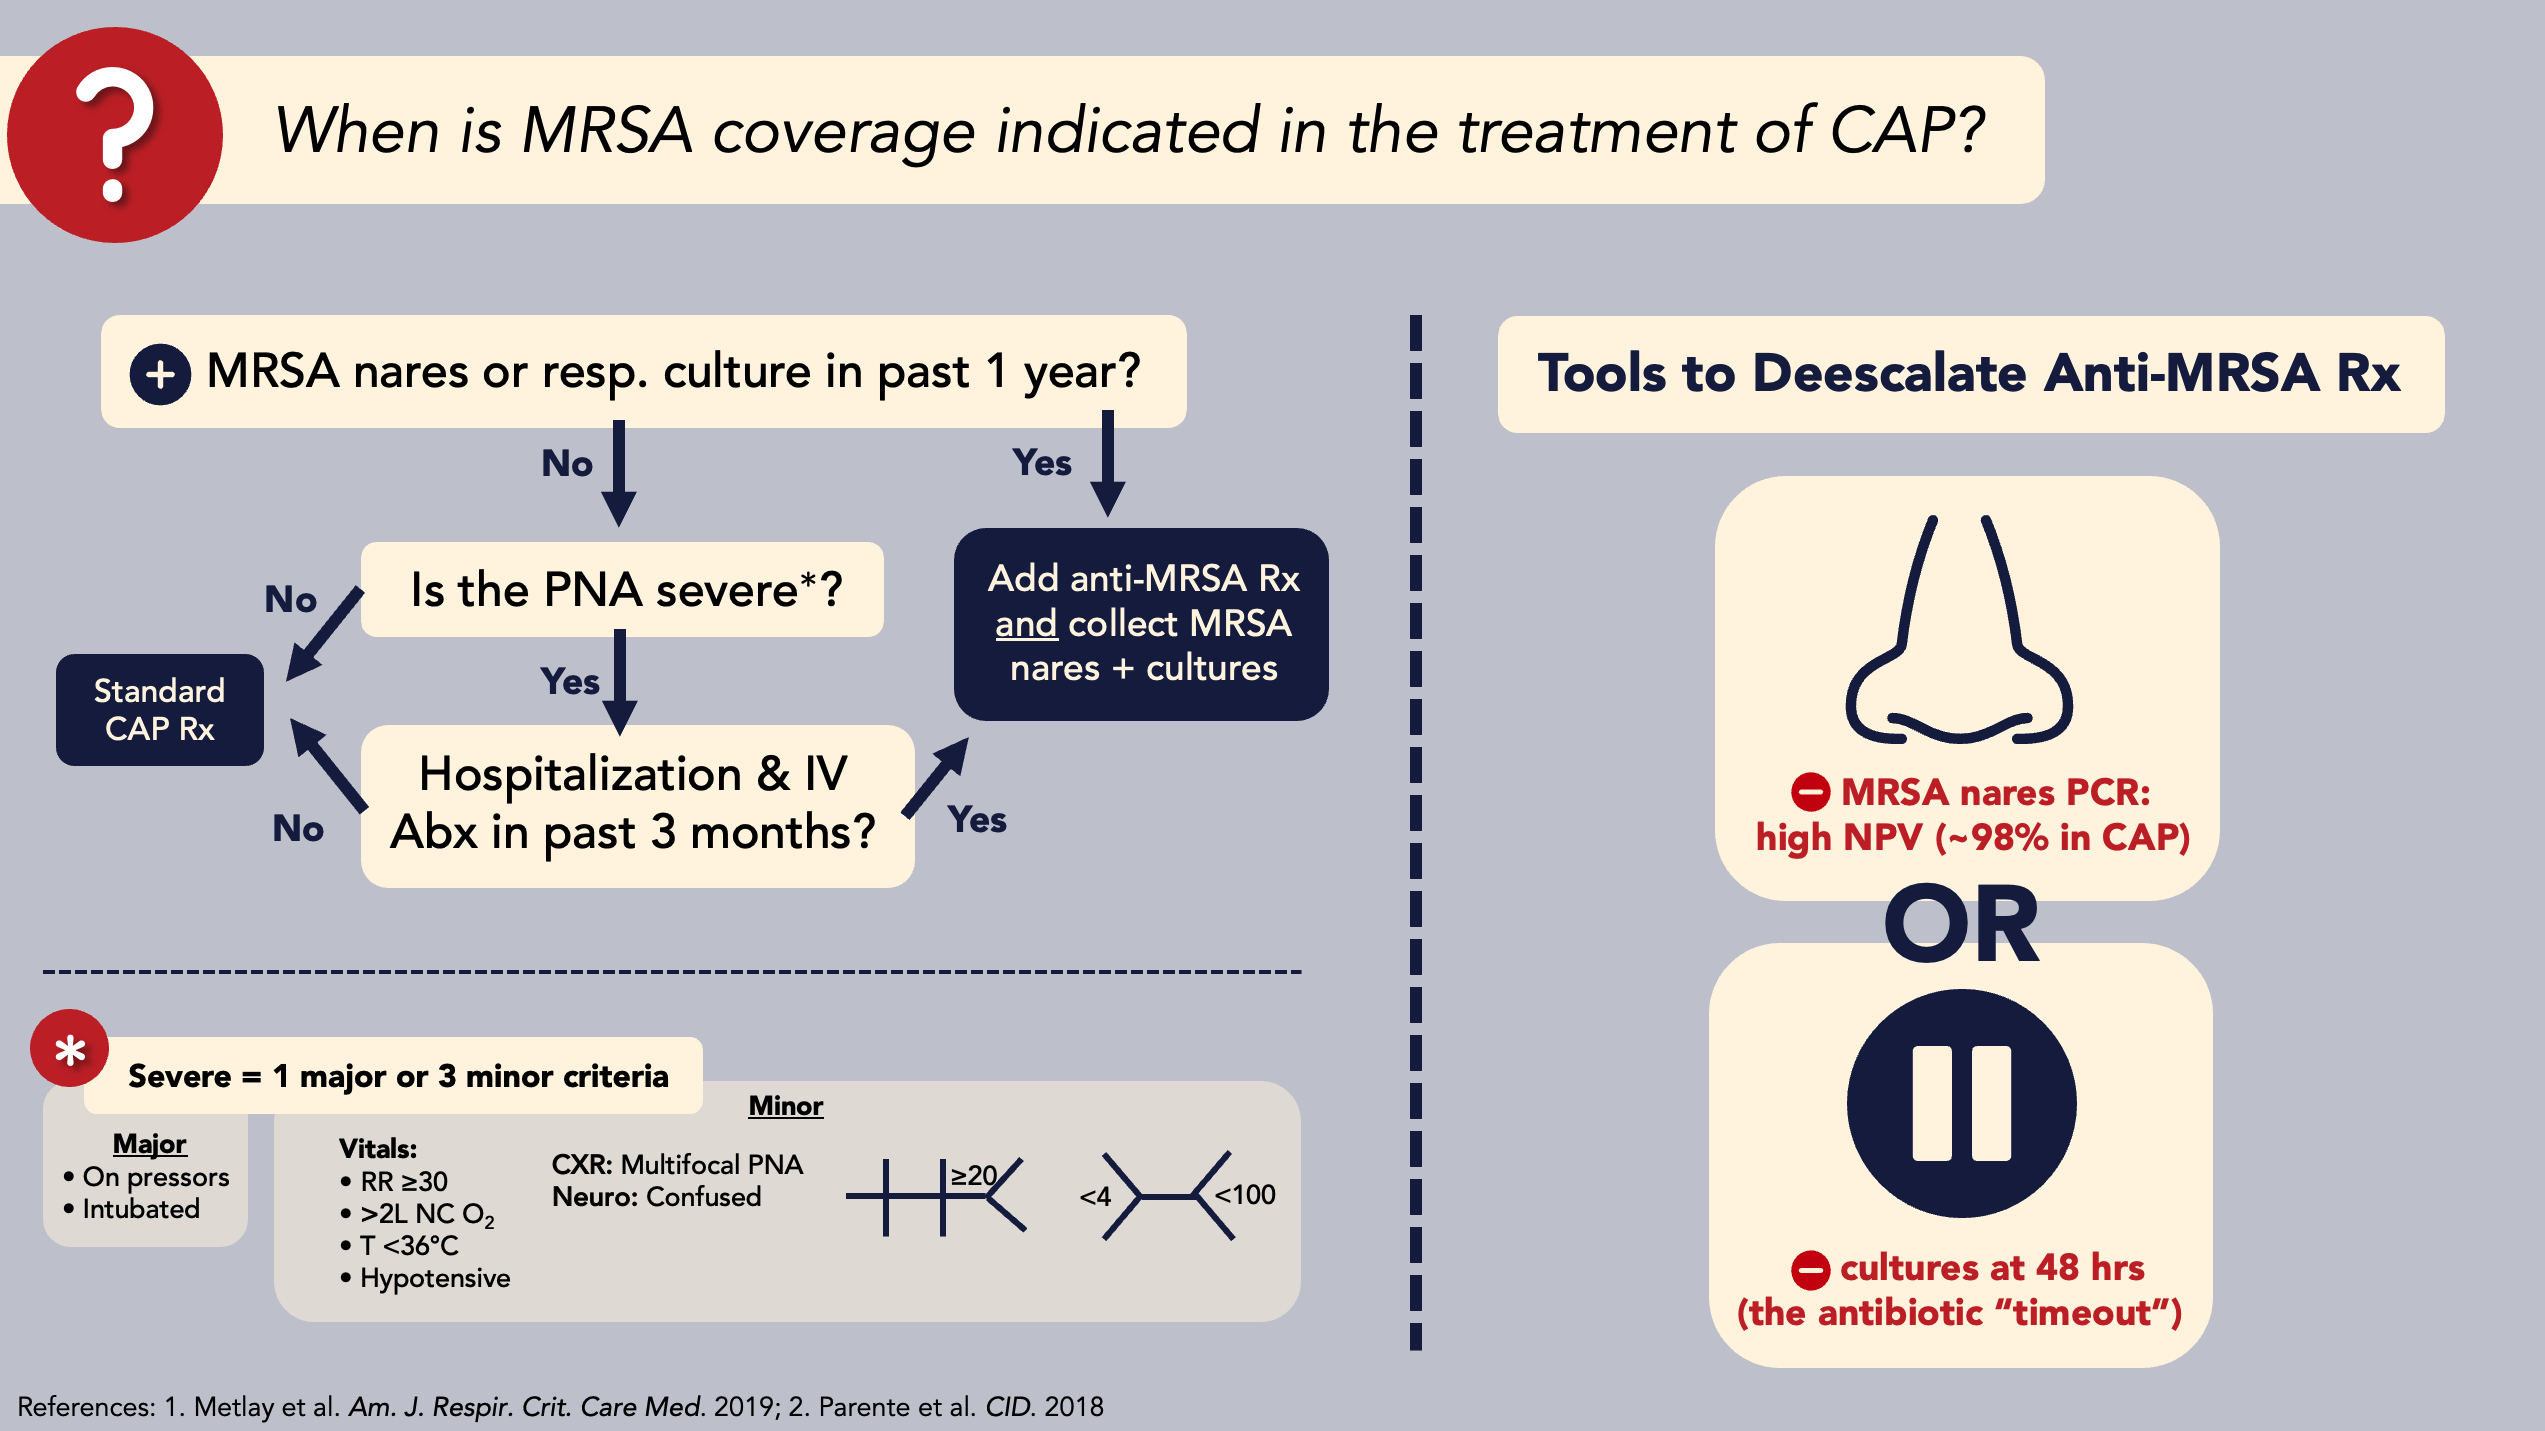 ?
When is MRSA coverage indicated in the treatment of CAP?
+ MRSA nares or resp. culture in past 1 year?
No
Yes
Is the PNA severe*?
No
Yes
Add anti-MRSA Rx
and collect MRSA
nares + cultures
Standard
CAP Rx
Hospitalization & IV
Abx in past 3 months?
No
Yes
* Severe = 1 major or 3 minor criteria
Major
• On pressors
• Intubated
Minor
Vitals:
• RR ≥30
• >2L NC O₂
• T <36°C
• Hypotensive
CXR: Multifocal PNA
Neuro: Confused
≥20
<4
<100
Tools to Deescalate Anti-MRSA Rx
− MRSA nares PCR:
high NPV (~98% in CAP)
OR
− cultures at 48 hrs
(the antibiotic “timeout”)
References: 1. Metlay et al. Am. J. Respir. Crit. Care Med. 2019; 2. Parente et al. CID. 2018